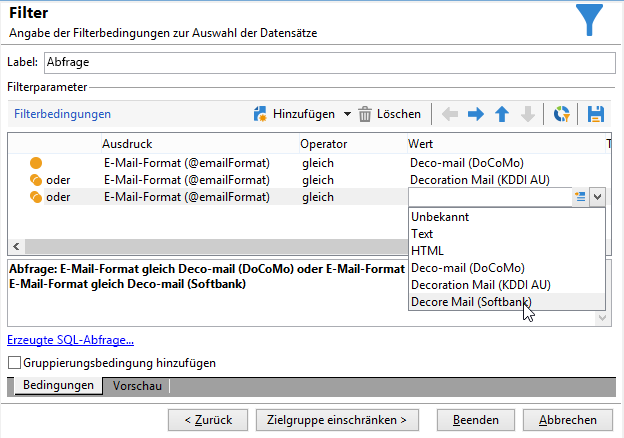 Filter
Angabe der Filterbedingungen zur Auswahl der Datensätze
Label: Abfrage
Filterparameter
Filterbedingungen Hinzufügen Löschen
Ausdruck Operator Wert T
E-Mail-Format (@emailFormat) gleich Deco-mail (DoCoMo)
oder E-Mail-Format (@emailFormat) gleich Decoration Mail (KDDI AU)
oder E-Mail-Format (@emailFormat) gleich
Unbekannt
Text
HTML
Deco-mail (DoCoMo)
Decoration Mail (KDDI AU)
Decore Mail (Softbank)
Abfrage: E-Mail-Format gleich Deco-mail (DoCoMo) oder E-Mail-Format
E-Mail-Format gleich Deco-mail (Softbank)
Erzeugte SQL-Abfrage...
Gruppierungsbedingung hinzufügen
Bedingungen Vorschau
< Zurück Zielgruppe einschränken > Beenden Abbrechen